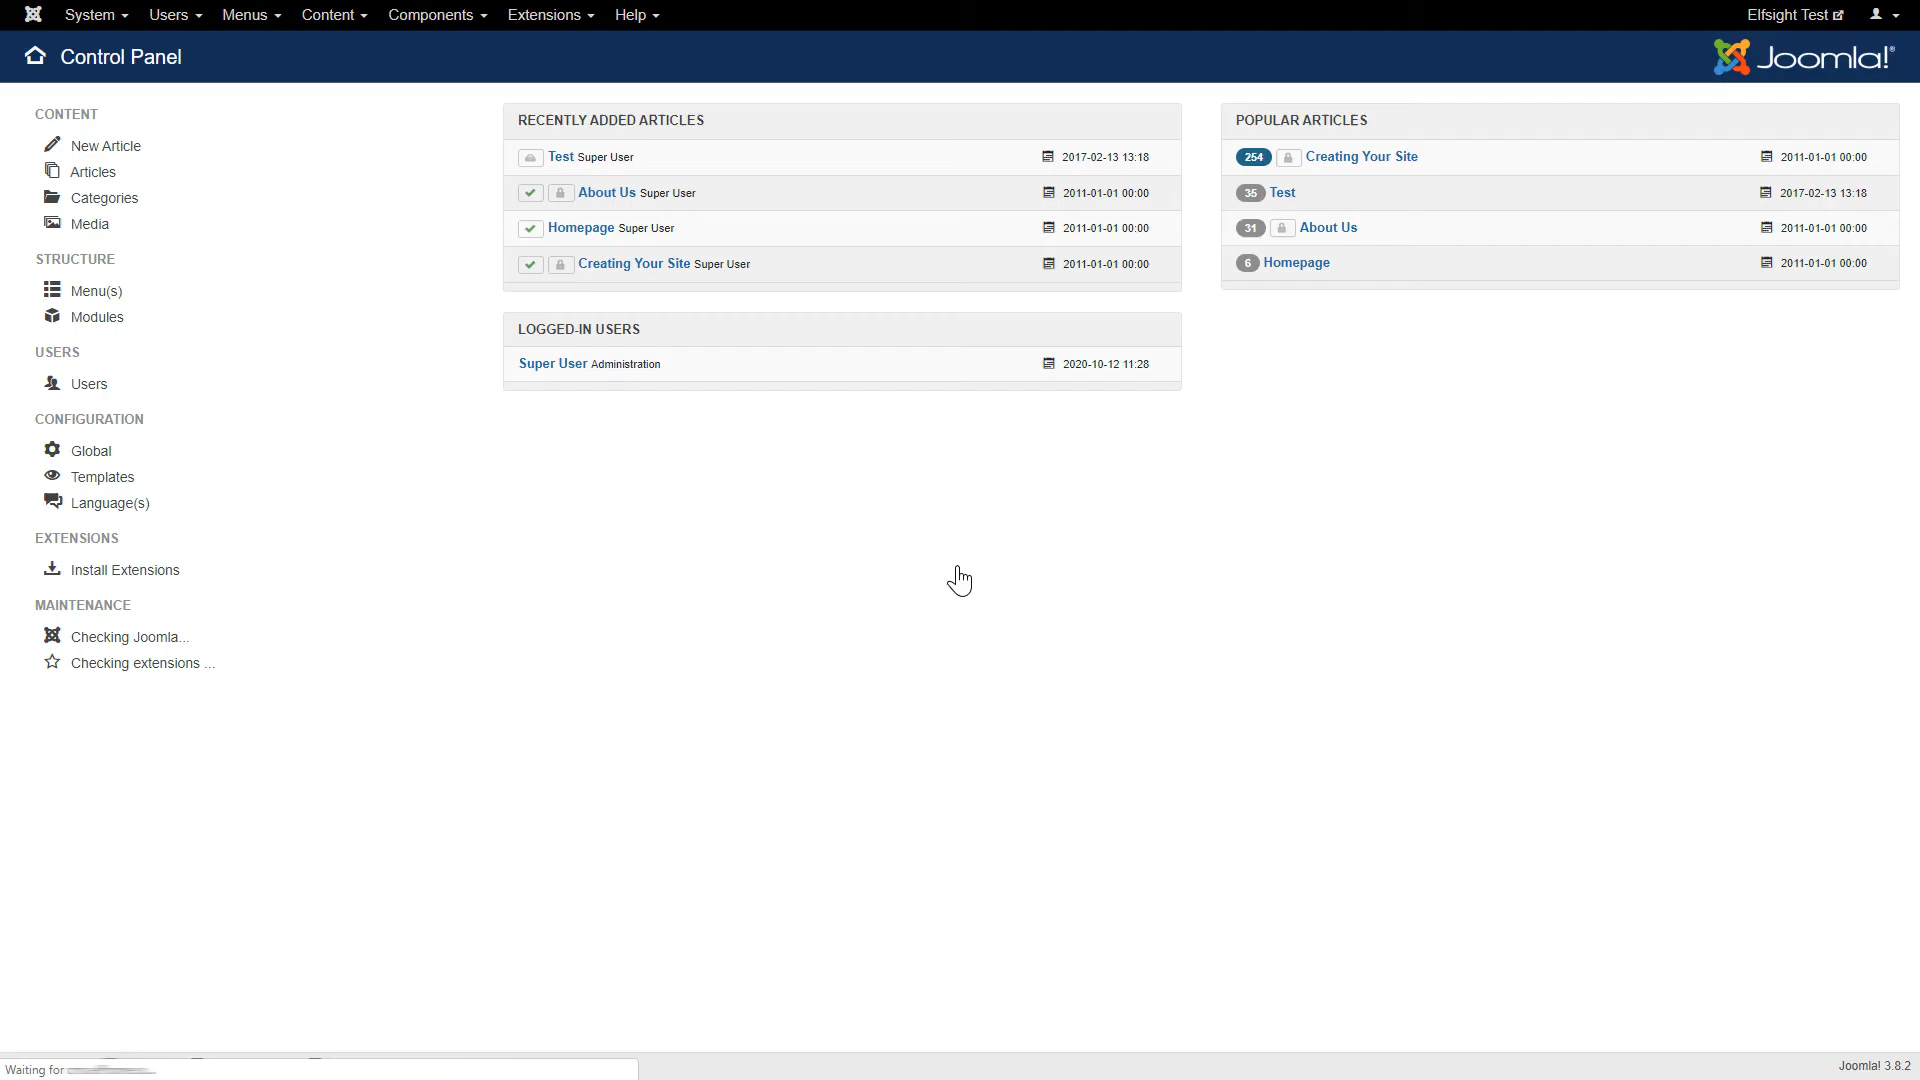 System Users Menus Content Components Extensions Help Elfsight Test
Control Panel Joomla!®
CONTENT
New Article
Articles
Categories
Media
STRUCTURE
Menu(s)
Modules
USERS
Users
CONFIGURATION
Global
Templates
Language(s)
EXTENSIONS
Install Extensions
MAINTENANCE
Checking Joomla...
Checking extensions ...
RECENTLY ADDED ARTICLES
Test Super User 2017-02-13 13:18
About Us Super User 2011-01-01 00:00
Homepage Super User 2011-01-01 00:00
Creating Your Site Super User 2011-01-01 00:00
LOGGED-IN USERS
Super User Administration 2020-10-12 11:28
POPULAR ARTICLES
254 Creating Your Site 2011-01-01 00:00
35 Test 2017-02-13 13:18
31 About Us 2011-01-01 00:00
6 Homepage 2011-01-01 00:00
Waiting for
Joomla! 3.8.2